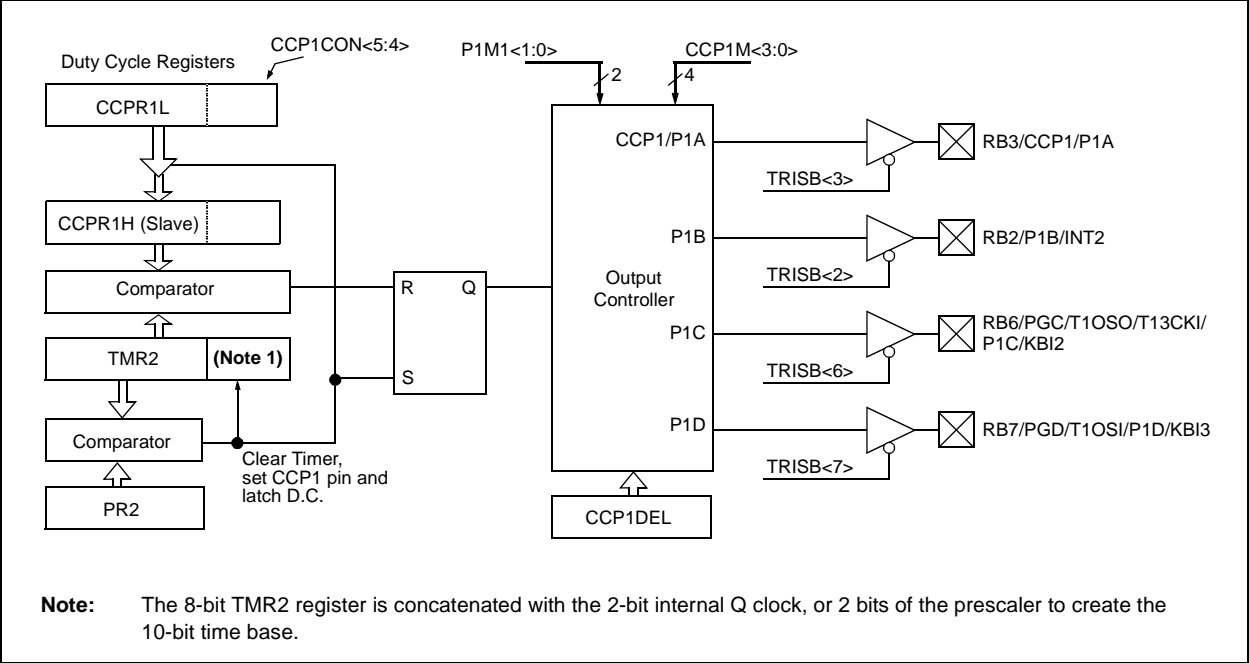 CCP1CON<5:4>
Duty Cycle Registers
CCPR1L
CCPR1H (Slave)
Comparator
TMR2
(Note 1)
Comparator
PR2
Clear Timer,
set CCP1 pin and
latch D.C.
R
Q
S
P1M1<1:0>
2
CCP1M<3:0>
4
Output
Controller
CCP1/P1A
P1B
P1C
P1D
CCP1DEL
TRISB<3>
RB3/CCP1/P1A
TRISB<2>
RB2/P1B/INT2
TRISB<6>
RB6/PGC/T1OSO/T13CKI/
P1C/KBI2
TRISB<7>
RB7/PGD/T1OSI/P1D/KBI3
Note: The 8-bit TMR2 register is concatenated with the 2-bit internal Q clock, or 2 bits of the prescaler to create the
10-bit time base.